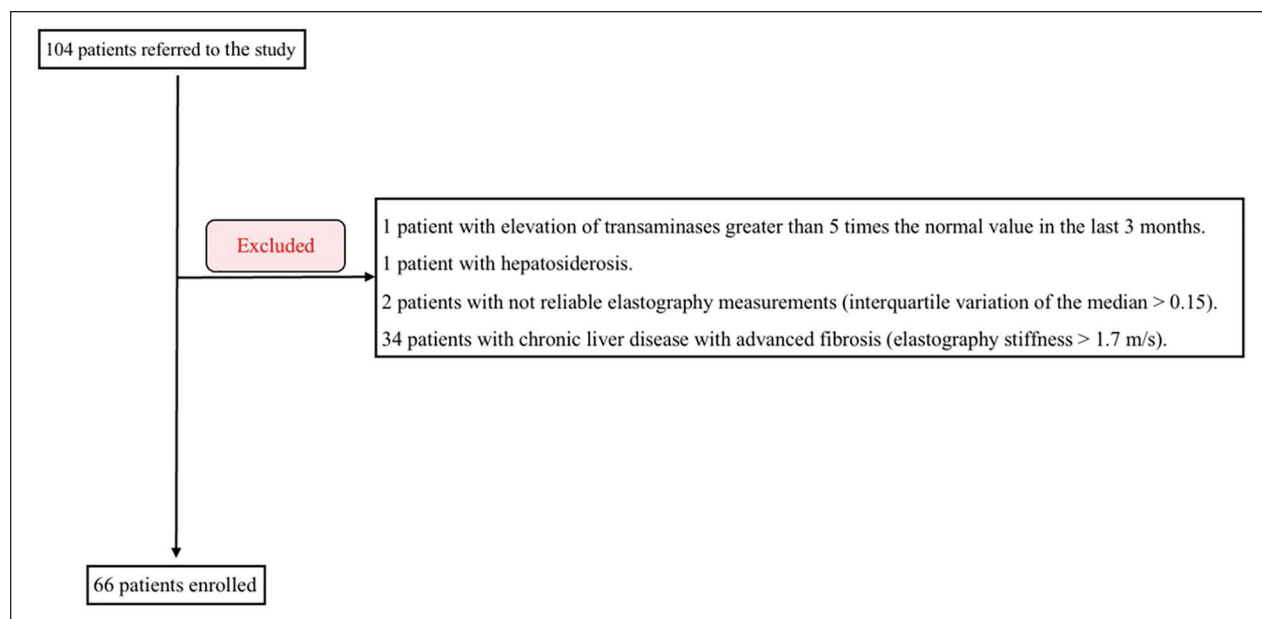 104 patients referred to the study
Excluded
1 patient with elevation of transaminases greater than 5 times the normal value in the last 3 months.
1 patient with hepatosiderosis.
2 patients with not reliable elastography measurements (interquartile variation of the median > 0.15).
34 patients with chronic liver disease with advanced fibrosis (elastography stiffness > 1.7 m/s).
66 patients enrolled